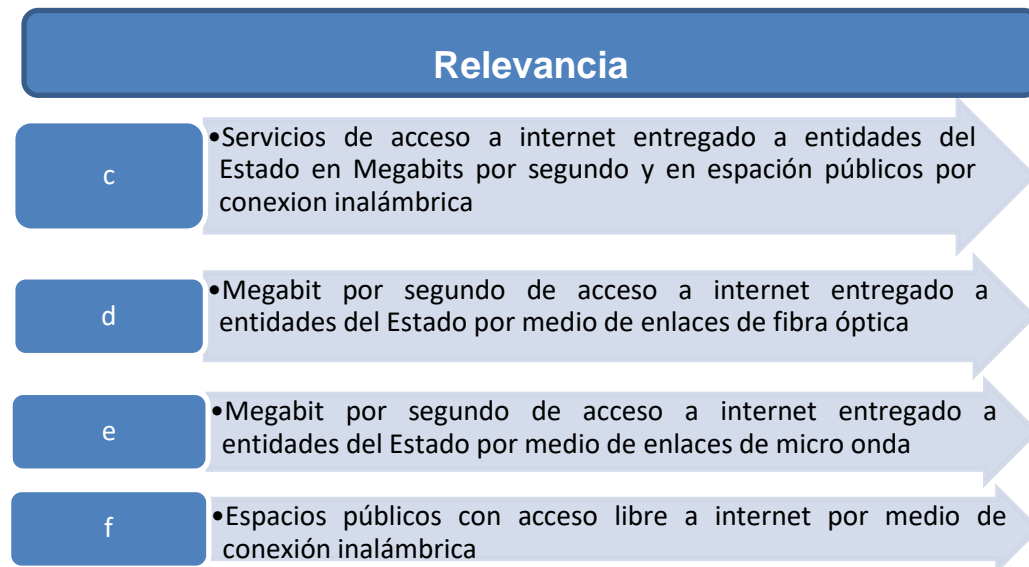 Relevancia
c
•Servicios de acceso a internet entregado a entidades del
Estado en Megabits por segundo y en espación públicos por
conexion inalámbrica
d
•Megabit por segundo de acceso a internet entregado a
entidades del Estado por medio de enlaces de fibra óptica
e
•Megabit por segundo de acceso a internet entregado a
entidades del Estado por medio de enlaces de micro onda
f
•Espacios públicos con acceso libre a internet por medio de
conexión inalámbrica